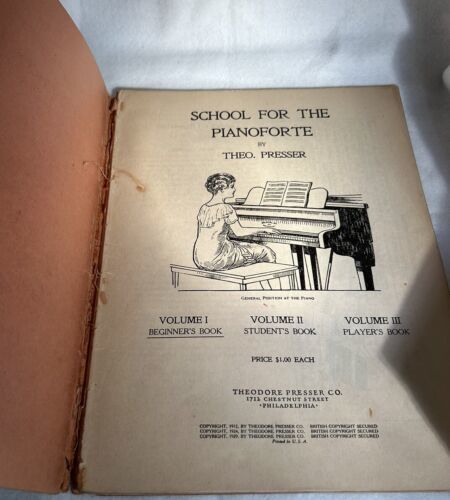 SCHOOL FOR THE
PIANOFORTE
BY
THEO. PRESSER
GENERAL POSITION AT THE PIANO
VOLUME I VOLUME II VOLUME III
BEGINNER'S BOOK STUDENT'S BOOK PLAYER'S BOOK
PRICE $1.00 EACH
THEODORE PRESSER CO.
1712 CHESTNUT STREET
· PHILADELPHIA ·
COPYRIGHT, 1912, BY THEODORE PRESSER CO. BRITISH COPYRIGHT SECURED
COPYRIGHT, 1924, BY THEODORE PRESSER CO. BRITISH COPYRIGHT SECURED
COPYRIGHT, 1929, BY THEODORE PRESSER CO. BRITISH COPYRIGHT SECURED
Printed in U. S. A.